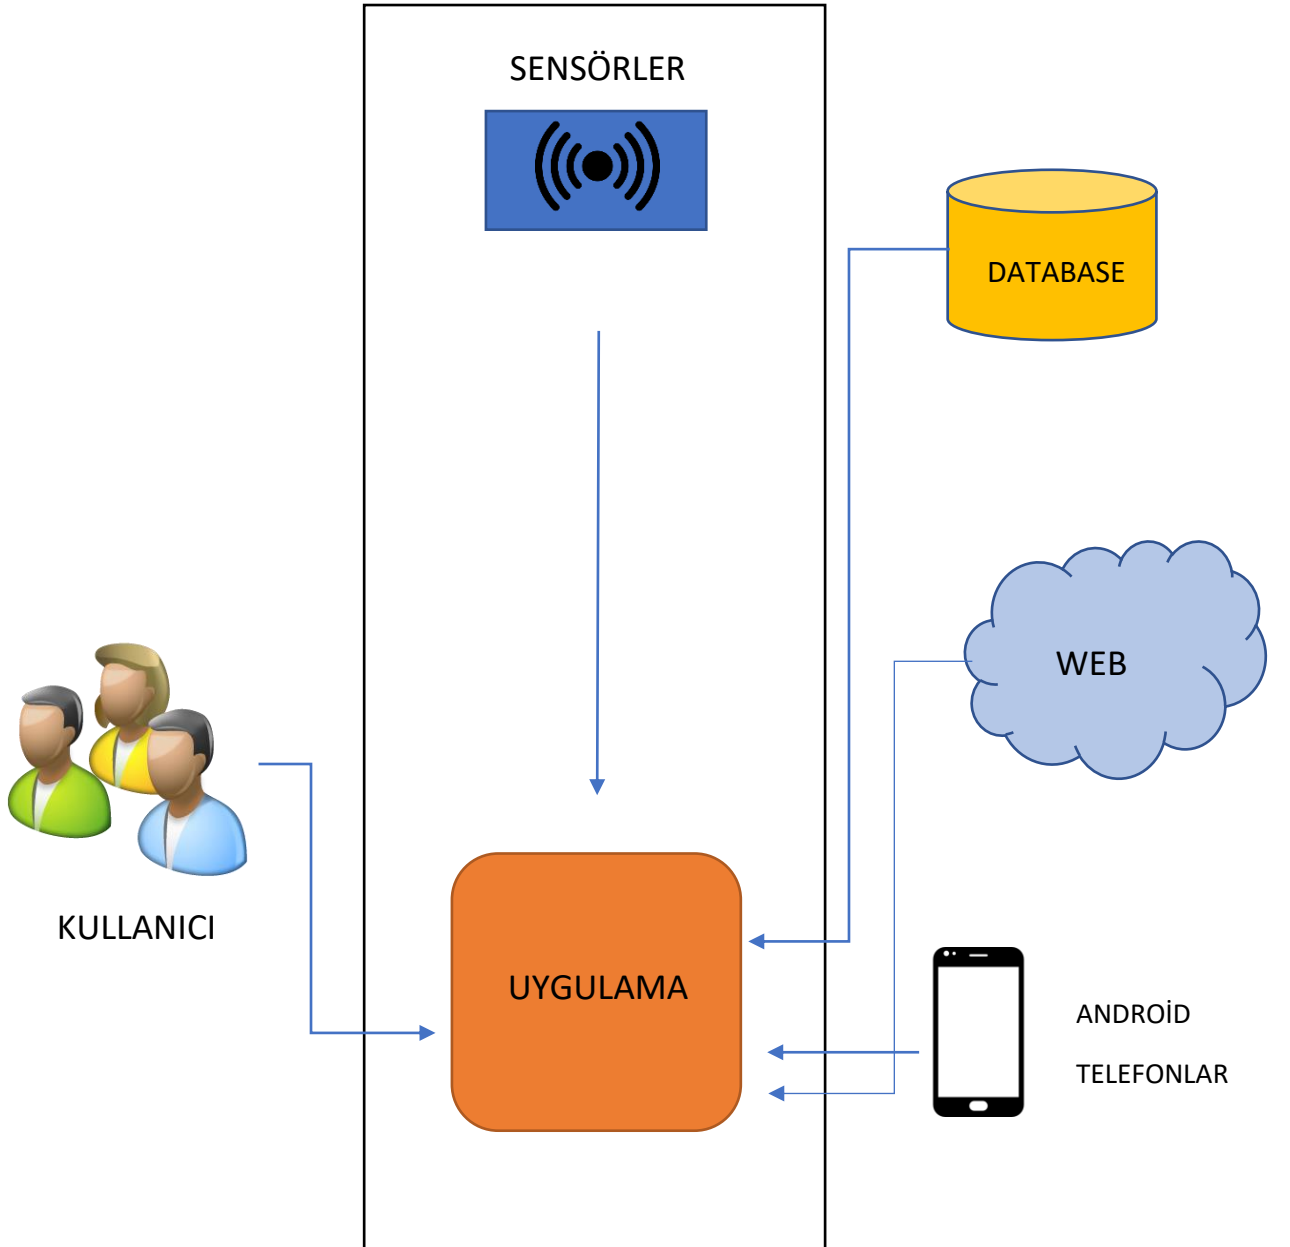 SENSÖRLER
DATABASE
WEB
KULLANICI
UYGULAMA
ANDROİD
TELEFONLAR